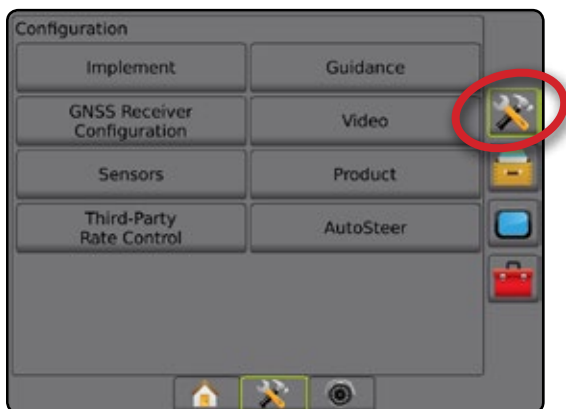 Configuration
Implement
Guidance
GNSS Receiver
Configuration
Video
Sensors
Product
Third-Party
Rate Control
AutoSteer